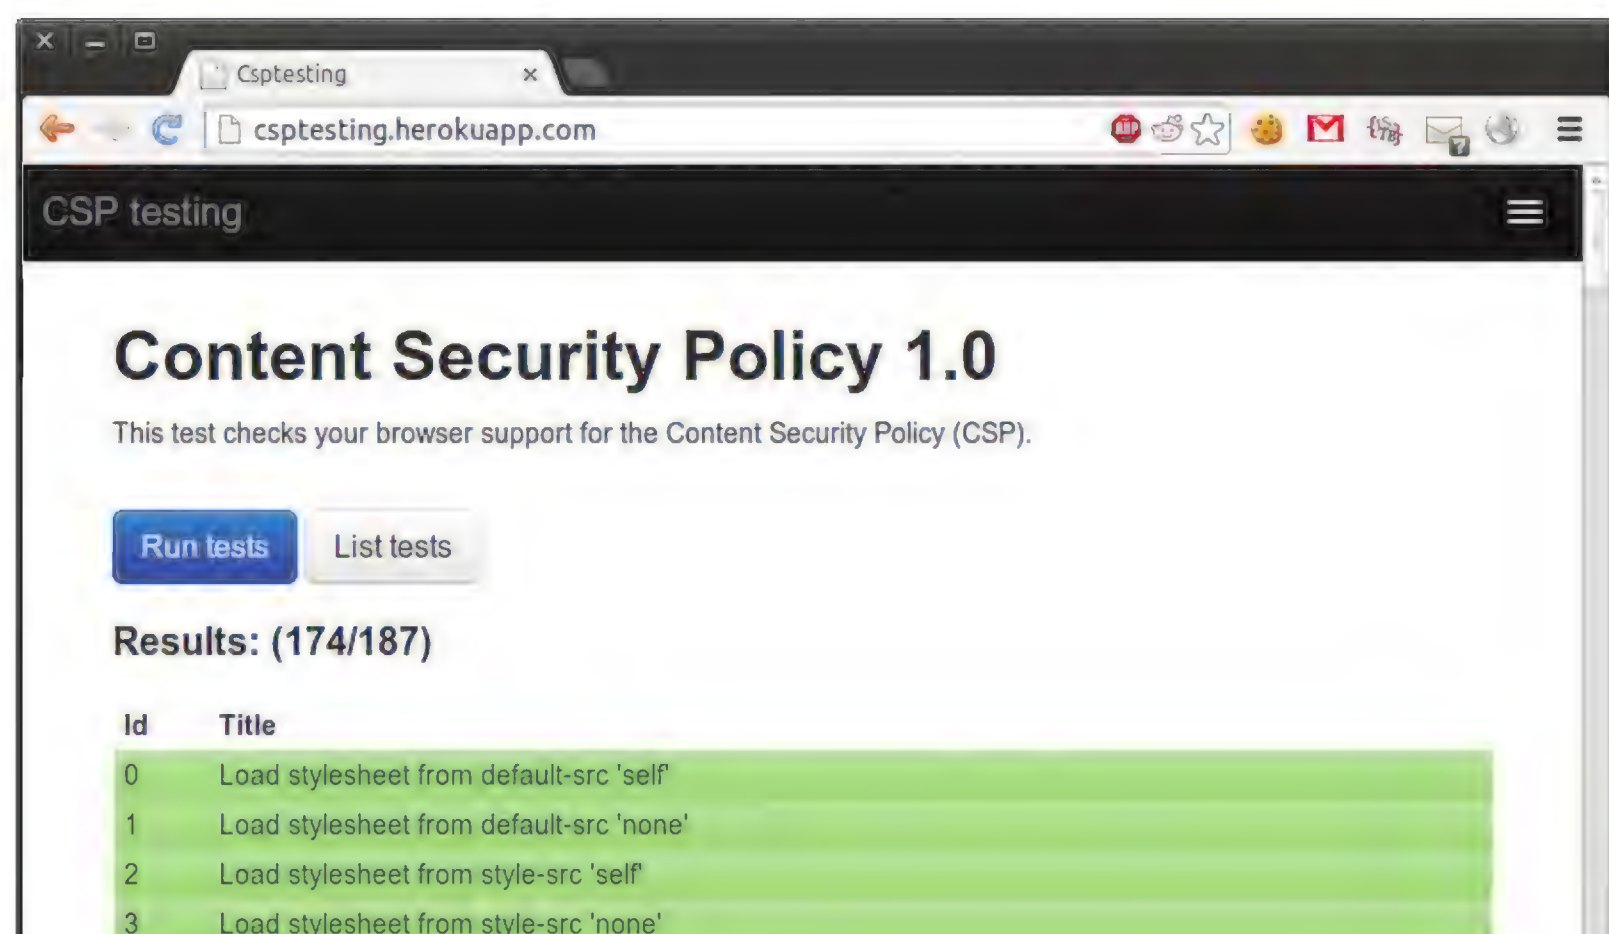 Csptesting
csptesting.herokuapp.com
ABP
CSP testing
Content Security Policy 1.0
This test checks your browser support for the Content Security Policy (CSP).
Run tests List tests
Results: (174/187)
Id Title
0 Load stylesheet from default-src 'self'
1 Load stylesheet from default-src 'none'
2 Load stylesheet from style-src 'self'
3 Load stylesheet from style-src 'none'